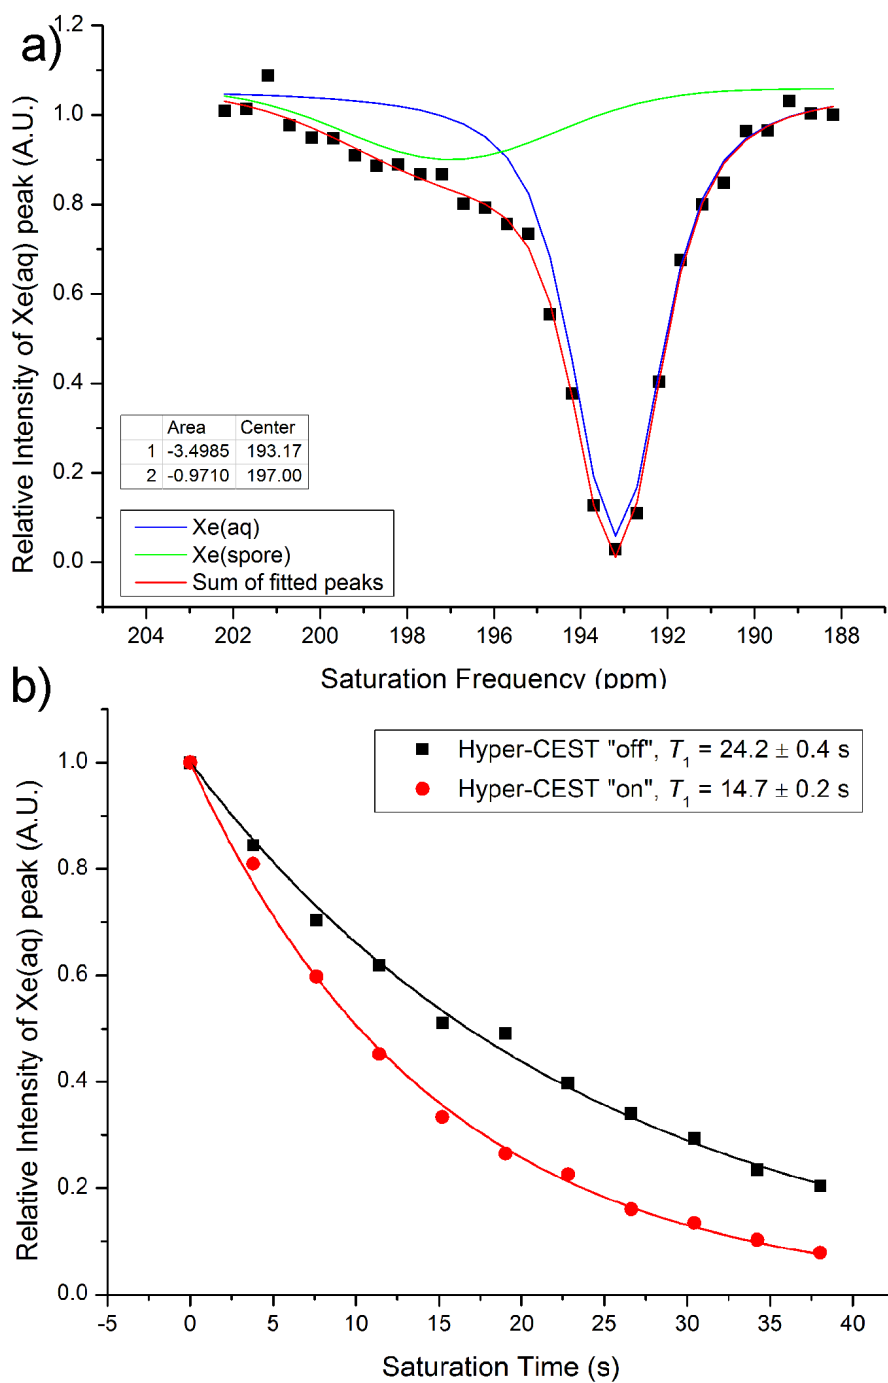 a)
1.2
1.0
0.8
0.6
0.4
0.2
0.0
Relative Intensity of Xe(aq) peak (A.U.)
Area Center
1 -3.4985 193.17
2 -0.9710 197.00
Xe(aq)
Xe(spore)
Sum of fitted peaks
204 202 200 198 196 194 192 190 188
Saturation Frequency (ppm)
b)
Hyper-CEST "off", T1 = 24.2 ± 0.4 s
Hyper-CEST "on", T1 = 14.7 ± 0.2 s
1.0
0.8
0.6
0.4
0.2
0.0
Relative Intensity of Xe(aq) peak (A.U.)
-5 0 5 10 15 20 25 30 35 40
Saturation Time (s)